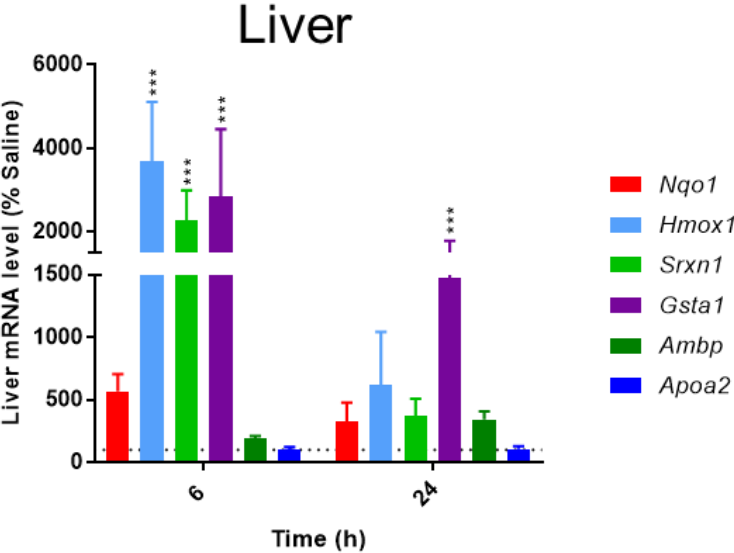 Liver
Liver mRNA level (% Saline)
6000
4000
2000
1500
1000
500
0
***
***
***
***
6
24
Time (h)
Nqo1
Hmox1
Srxn1
Gsta1
Ambp
Apoa2